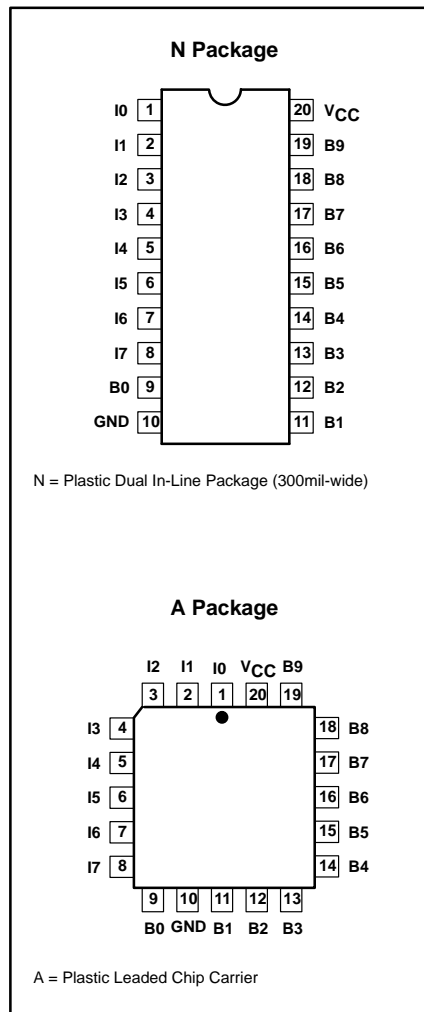 N Package
I0 1 20 VCC
I1 2 19 B9
I2 3 18 B8
I3 4 17 B7
I4 5 16 B6
I5 6 15 B5
I6 7 14 B4
I7 8 13 B3
B0 9 12 B2
GND 10 11 B1
N = Plastic Dual In-Line Package (300mil-wide)
A Package
I2 I1 I0 VCC B9
3 2 1 20 19
I3 4 18 B8
I4 5 17 B7
I5 6 16 B6
I6 7 15 B5
I7 8 14 B4
9 10 11 12 13
B0 GND B1 B2 B3
A = Plastic Leaded Chip Carrier